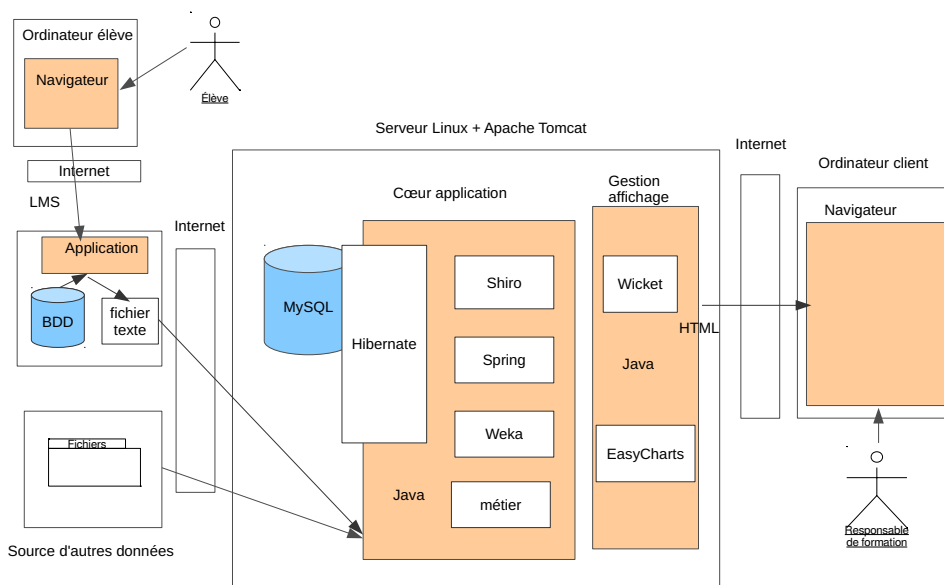 Ordinateur élève
Navigateur
Élève
Internet
LMS
Application
BDD
fichier
texte
Internet
Fichiers
Source d'autres données
Serveur Linux + Apache Tomcat
Cœur application
MySQL
Hibernate
Shiro
Spring
Weka
métier
Java
Gestion
affichage
Wicket
Java
EasyCharts
HTML
Internet
Ordinateur client
Navigateur
Responsable
de formation